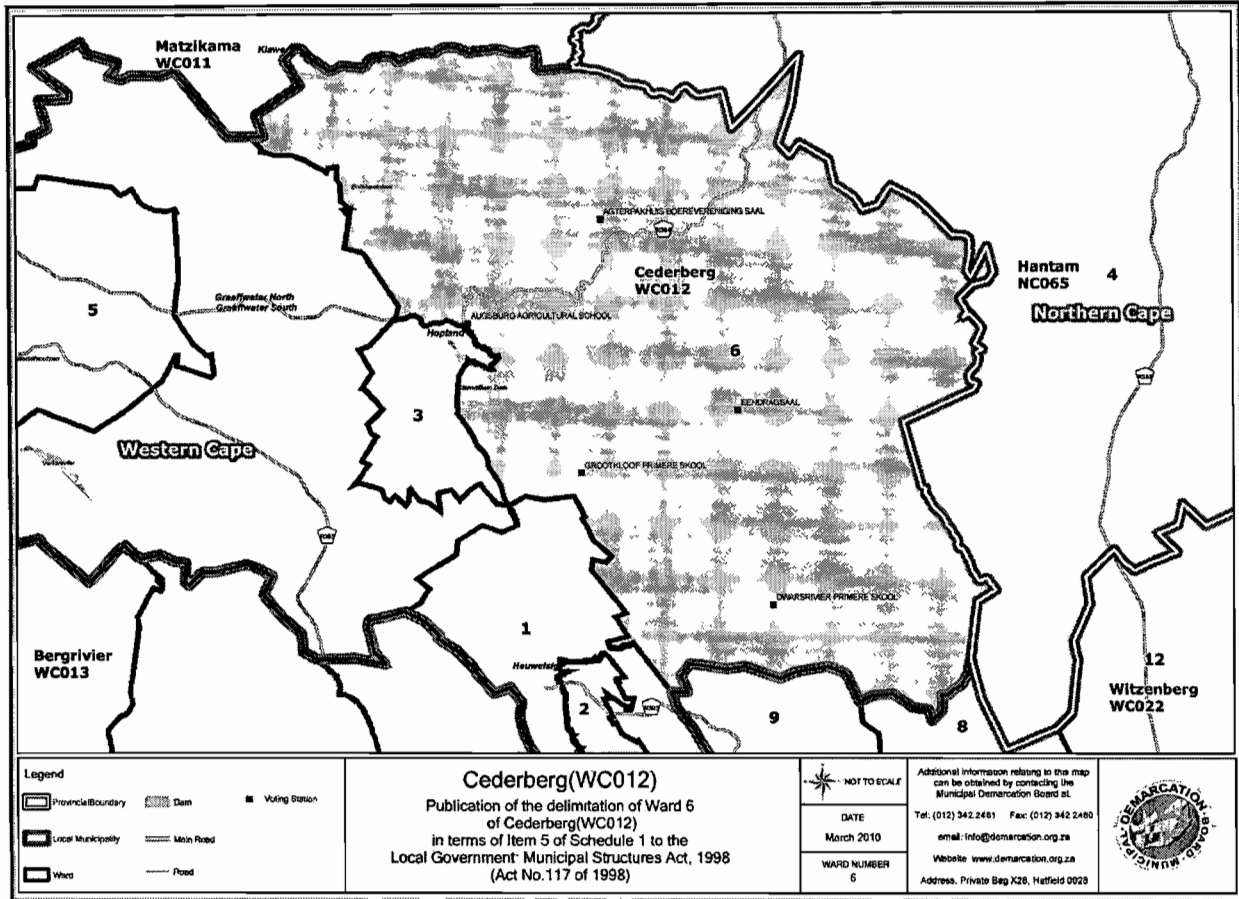 Matzikama
WC011
Klawe
AGTERPAKHUIS BOEREVERENIGING SAAL
Cederberg
WC012
Hantam
NC065
4
Northern Cape
5
Graaffwater North
Graaffwater South
AUGSBURG AGRICULTURAL SCHOOL
Hopland
6
3
EENDRAGSAAL
Western Cape
GROOTKLOOF PRIMERE SKOOL
DWARSRIVIER PRIMERE SKOOL
1
Bergrivier
WC013
2
9
8
12
Witzenberg
WC022
Legend
Provincial Boundary
Dam
Voting Station
Local Municipality
Main Road
Ward
Road
Cederberg(WC012)
Publication of the delimitation of Ward 6
of Cederberg(WC012)
in terms of Item 5 of Schedule 1 to the
Local Government: Municipal Structures Act, 1998
(Act No.117 of 1998)
NOT TO SCALE
DATE
March 2010
WARD NUMBER
6
Additional information relating to this map
can be obtained by contacting the
Municipal Demarcation Board at.
Tel: (012) 342 2481 Fax: (012) 342 2480
email: info@demarcation.org.za
Website www.demarcation.org.za
Address. Private Bag X28, Hatfield 0028
MUNICIPAL DEMARCATION BOARD